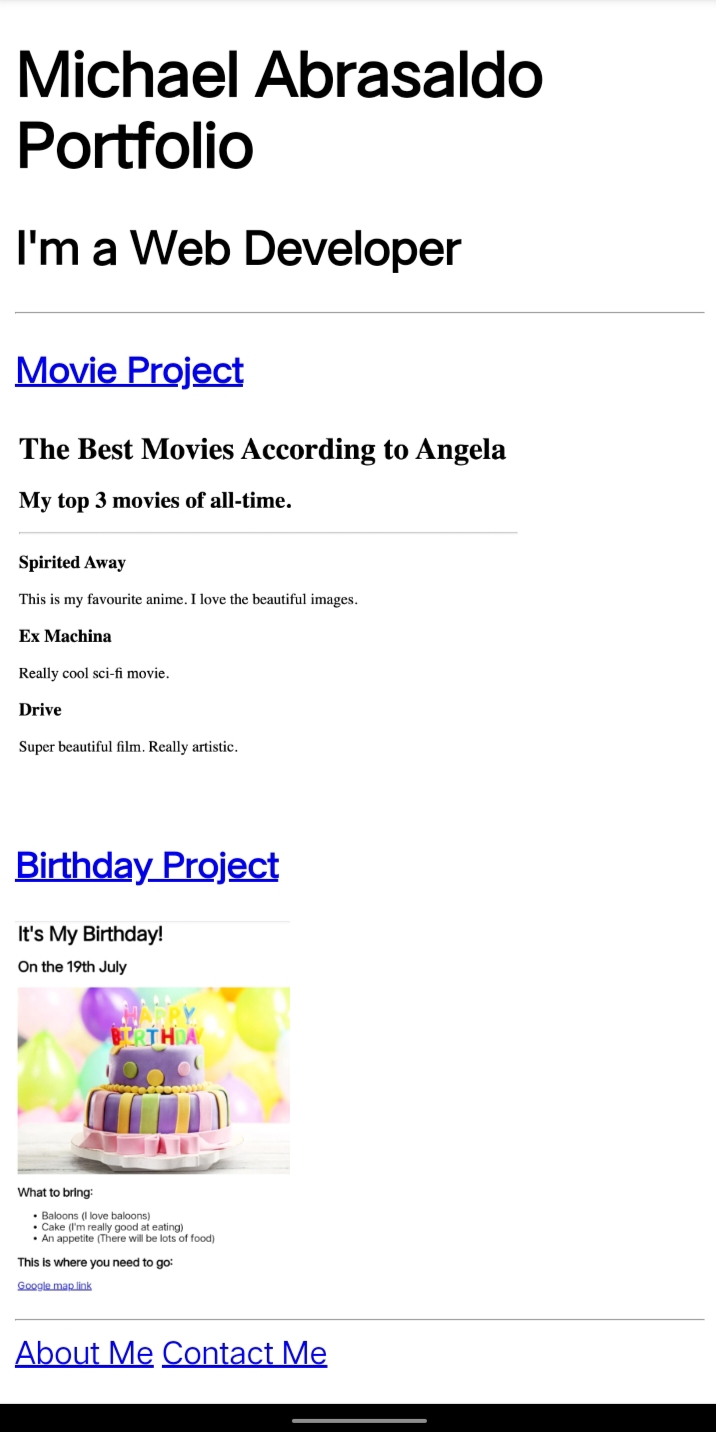 Michael Abrasaldo
Portfolio
I'm a Web Developer
Movie Project
The Best Movies According to Angela
My top 3 movies of all-time.
Spirited Away
This is my favourite anime. I love the beautiful images.
Ex Machina
Really cool sci-fi movie.
Drive
Super beautiful film. Really artistic.
Birthday Project
It's My Birthday!
On the 19th July
HAPPY
BIRTHDAY
What to bring:
• Baloons (I love baloons)
• Cake (I'm really good at eating)
• An appetite (There will be lots of food)
This is where you need to go:
Google map link
About Me Contact Me